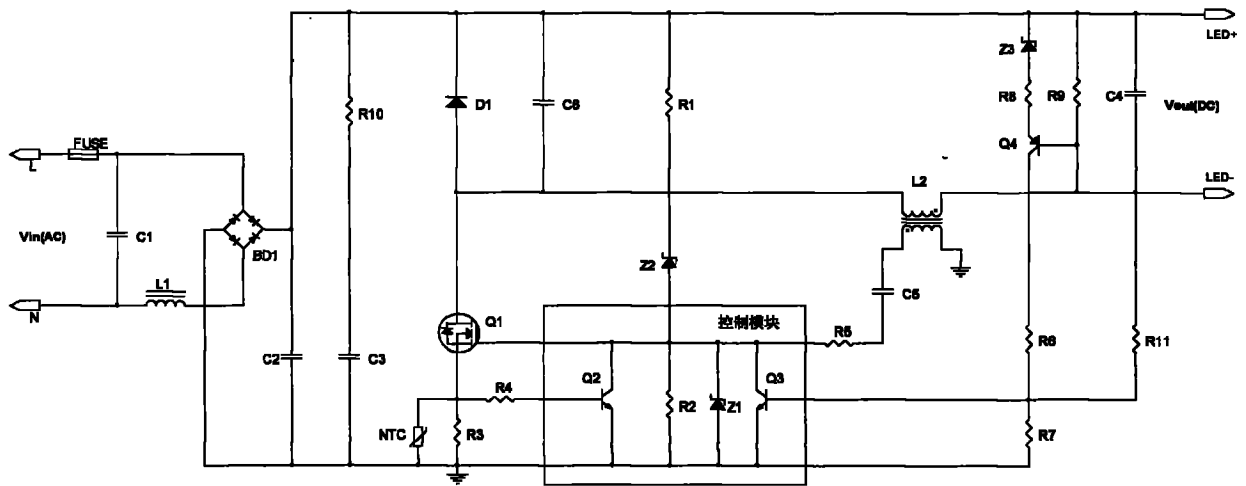 LED+
Z3
D1
C6
R1
R8
R9
C4
Vout(DC)
R10
FUSE
L
Q4
L2
LED-
Vin(AC)
C1
BD1
Z2
L1
C5
N
Q1
控制模块
R5
R6
R11
C2
C3
Q2
Q3
R4
R2
Z1
NTC
R3
R7